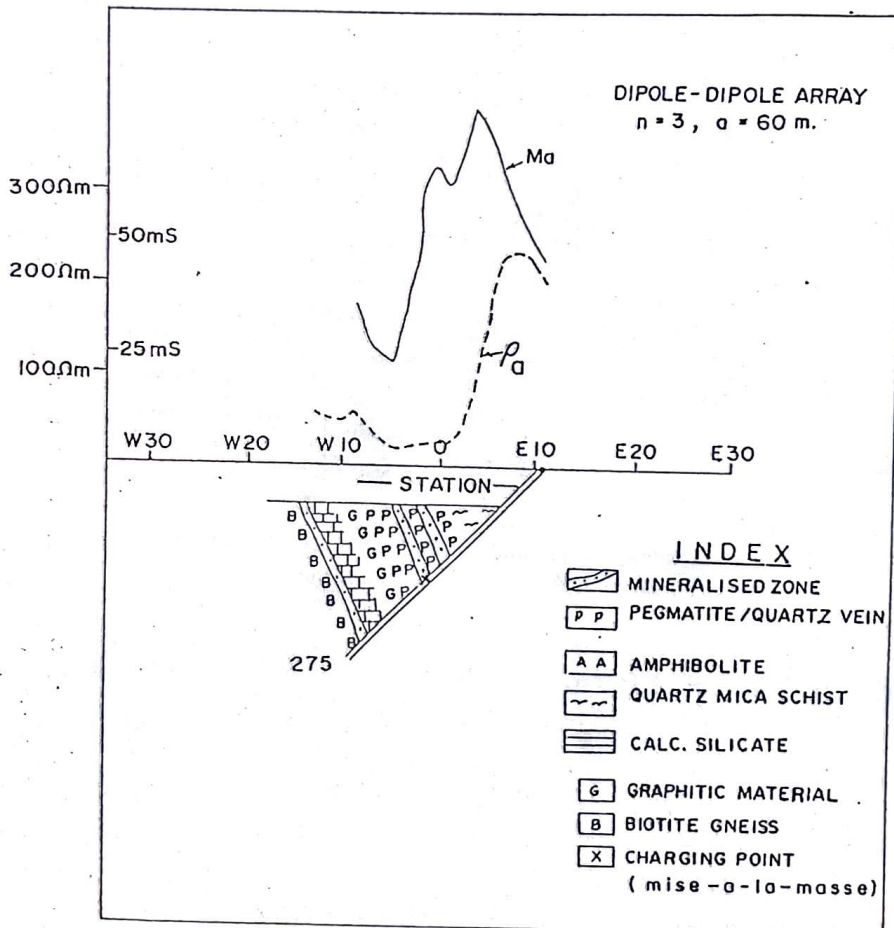 DIPOLE-DIPOLE ARRAY
n = 3, a = 60 m.
Ma
300Ωm
50mS
200Ωm
25mS
100Ωm
ρa
W30 W20 W10 0 E10 E20 E30
STATION
B G P P P P
B G P P P P
B G P P P P
B G P P
B G P
B
275
INDEX
MINERALISED ZONE
P P PEGMATITE/QUARTZ VEIN
A A AMPHIBOLITE
QUARTZ MICA SCHIST
CALC. SILICATE
G GRAPHITIC MATERIAL
B BIOTITE GNEISS
X CHARGING POINT
(mise-a-la-masse)